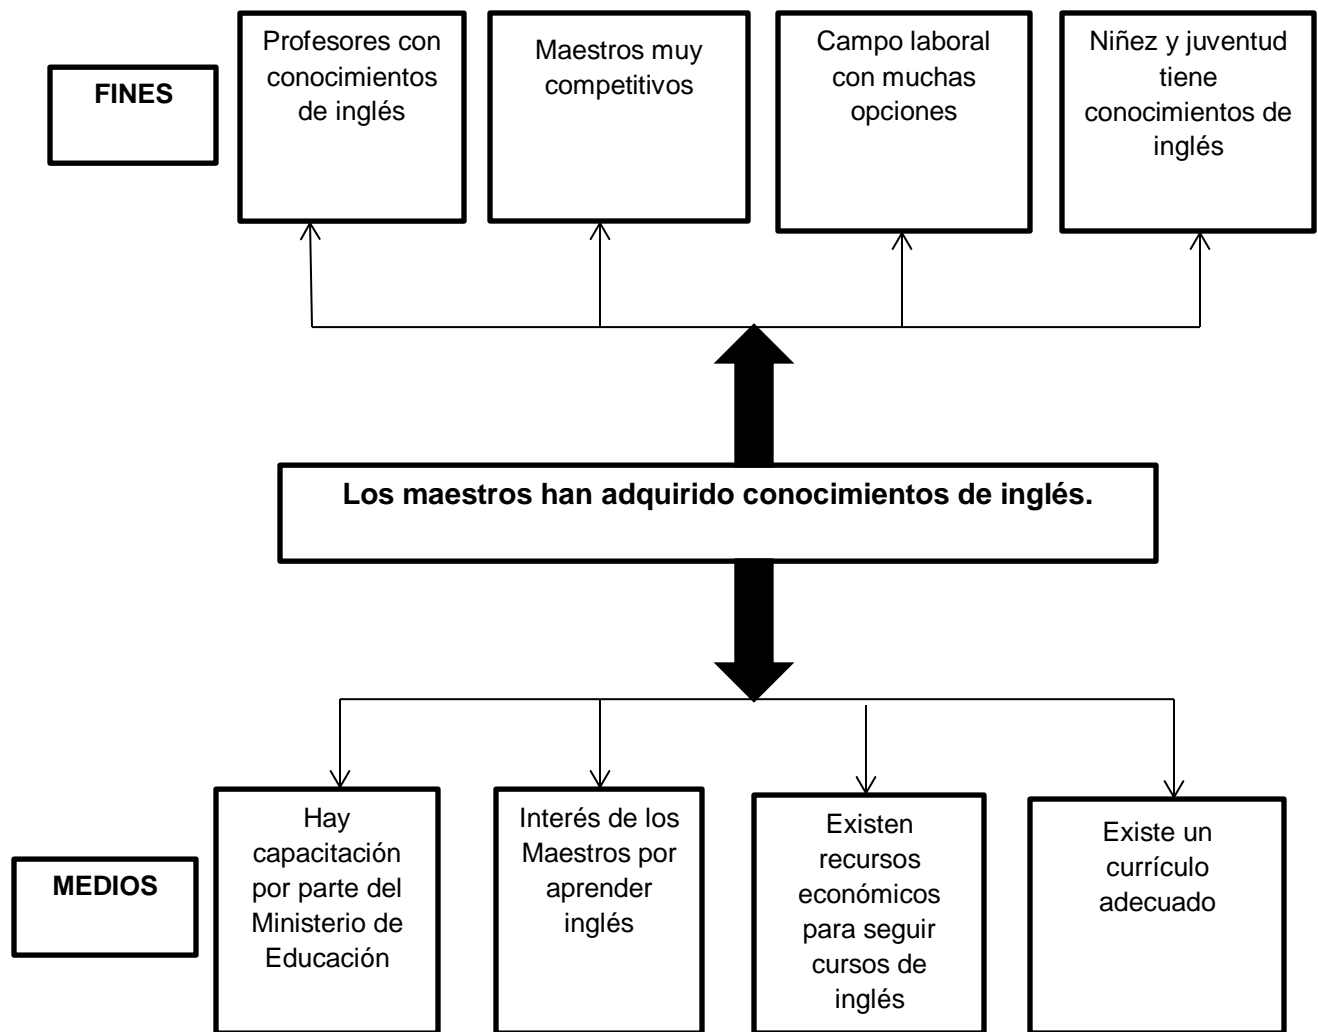 FINES
Profesores con
conocimientos
de inglés
Maestros muy
competitivos
Campo laboral
con muchas
opciones
Niñez y juventud
tiene
conocimientos de
inglés
Los maestros han adquirido conocimientos de inglés.
MEDIOS
Hay
capacitación
por parte del
Ministerio de
Educación
Interés de los
Maestros por
aprender
inglés
Existen
recursos
económicos
para seguir
cursos de
inglés
Existe un
currículo
adecuado